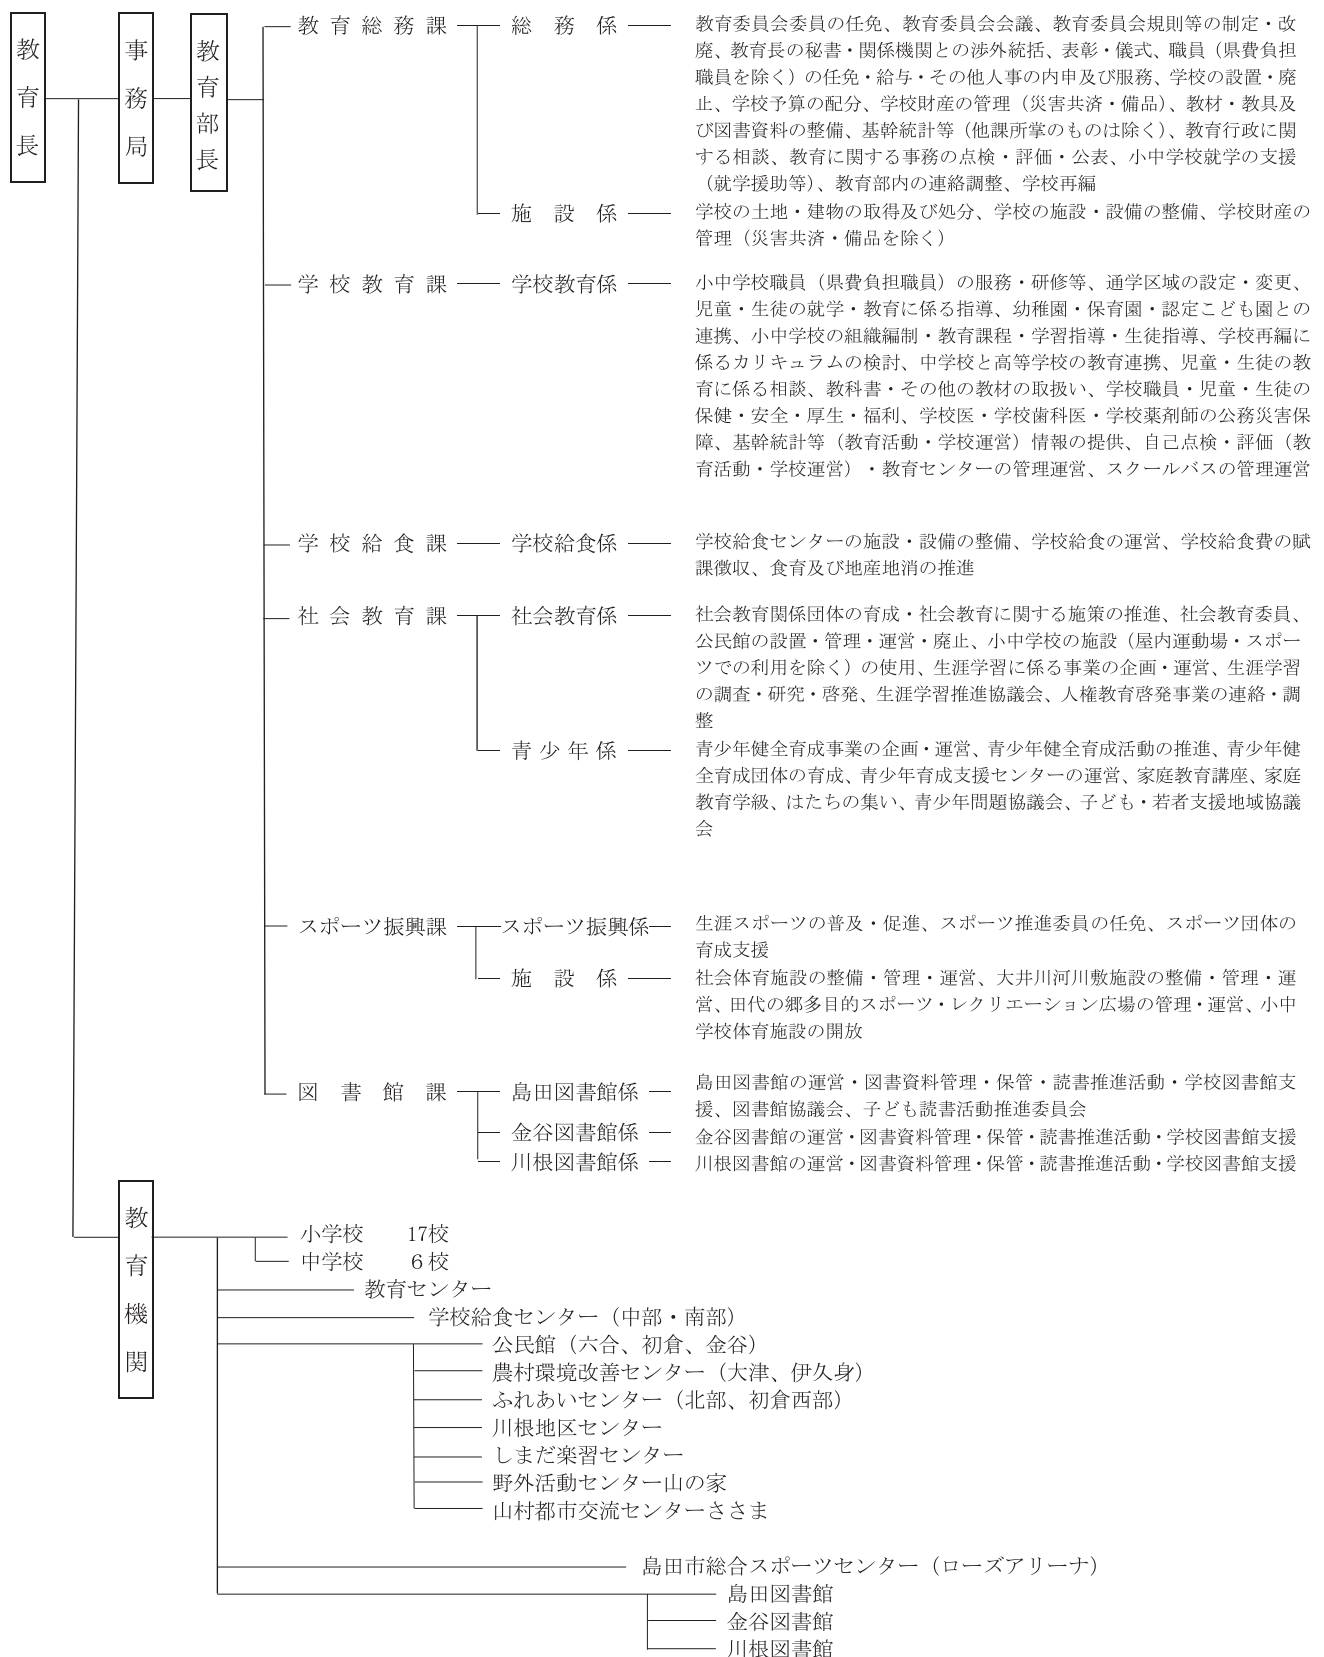 教育長
事務局
教育部長
教育総務課
総務係
教育委員会委員の任免、教育委員会会議、教育委員会規則等の制定・改
廃、教育長の秘書・関係機関との渉外統括、表彰・儀式、職員（県費負担
職員を除く）の任免・給与・その他人事の内申及び服務、学校の設置・廃
止、学校予算の配分、学校財産の管理（災害共済・備品）、教材・教具及
び図書資料の整備、基幹統計等（他課所掌のものは除く）、教育行政に関
する相談、教育に関する事務の点検・評価・公表、小中学校就学の支援
（就学援助等）、教育部内の連絡調整、学校再編
施設係
学校の土地・建物の取得及び処分、学校の施設・設備の整備、学校財産の
管理（災害共済・備品を除く）
学校教育課
学校教育係
小中学校職員（県費負担職員）の服務・研修等、通学区域の設定・変更、
児童・生徒の就学・教育に係る指導、幼稚園・保育園・認定こども園との
連携、小中学校の組織編制・教育課程・学習指導・生徒指導、学校再編に
係るカリキュラムの検討、中学校と高等学校の教育連携、児童・生徒の教
育に係る相談、教科書・その他の教材の取扱い、学校職員・児童・生徒の
保健・安全・厚生・福利、学校医・学校歯科医・学校薬剤師の公務災害保
障、基幹統計等（教育活動・学校運営）情報の提供、自己点検・評価（教
育活動・学校運営）・教育センターの管理運営、スクールバスの管理運営
学校給食課
学校給食係
学校給食センターの施設・設備の整備、学校給食の運営、学校給食費の賦
課徴収、食育及び地産地消の推進
社会教育課
社会教育係
社会教育関係団体の育成・社会教育に関する施策の推進、社会教育委員、
公民館の設置・管理・運営・廃止、小中学校の施設（屋内運動場・スポー
ツでの利用を除く）の使用、生涯学習に係る事業の企画・運営、生涯学習
の調査・研究・啓発、生涯学習推進協議会、人権教育啓発事業の連絡・調
整
青少年係
青少年健全育成事業の企画・運営、青少年健全育成活動の推進、青少年健
全育成団体の育成、青少年育成支援センターの運営、家庭教育講座、家庭
教育学級、はたちの集い、青少年問題協議会、子ども・若者支援地域協議
会
スポーツ振興課
スポーツ振興係
生涯スポーツの普及・促進、スポーツ推進委員の任免、スポーツ団体の
育成支援
施設係
社会体育施設の整備・管理・運営、大井川河川敷施設の整備・管理・運
営、田代の郷多目的スポーツ・レクリエーション広場の管理・運営、小中
学校体育施設の開放
図書館課
島田図書館係
島田図書館の運営・図書資料管理・保管・読書推進活動・学校図書館支
援、図書館協議会、子ども読書活動推進委員会
金谷図書館係
金谷図書館の運営・図書資料管理・保管・読書推進活動・学校図書館支援
川根図書館係
川根図書館の運営・図書資料管理・保管・読書推進活動・学校図書館支援
教育機関
小学校 17校
中学校 6校
教育センター
学校給食センター（中部・南部）
公民館（六合、初倉、金谷）
農村環境改善センター（大津、伊久身）
ふれあいセンター（北部、初倉西部）
川根地区センター
しまだ楽習センター
野外活動センター山の家
山村都市交流センターささま
島田市総合スポーツセンター（ローズアリーナ）
島田図書館
金谷図書館
川根図書館